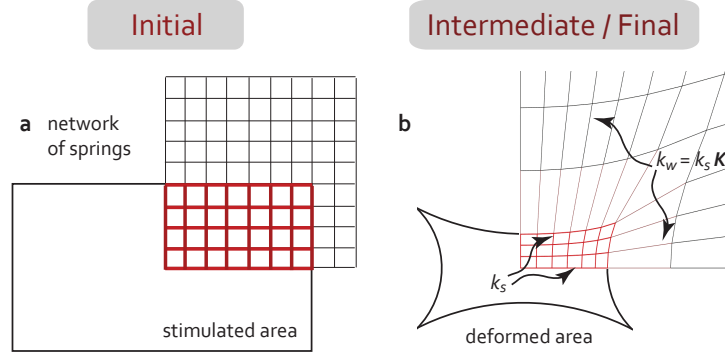 Initial
Intermediate / Final
a network
of springs
b
k_w = k_s K
k_s
stimulated area
deformed area